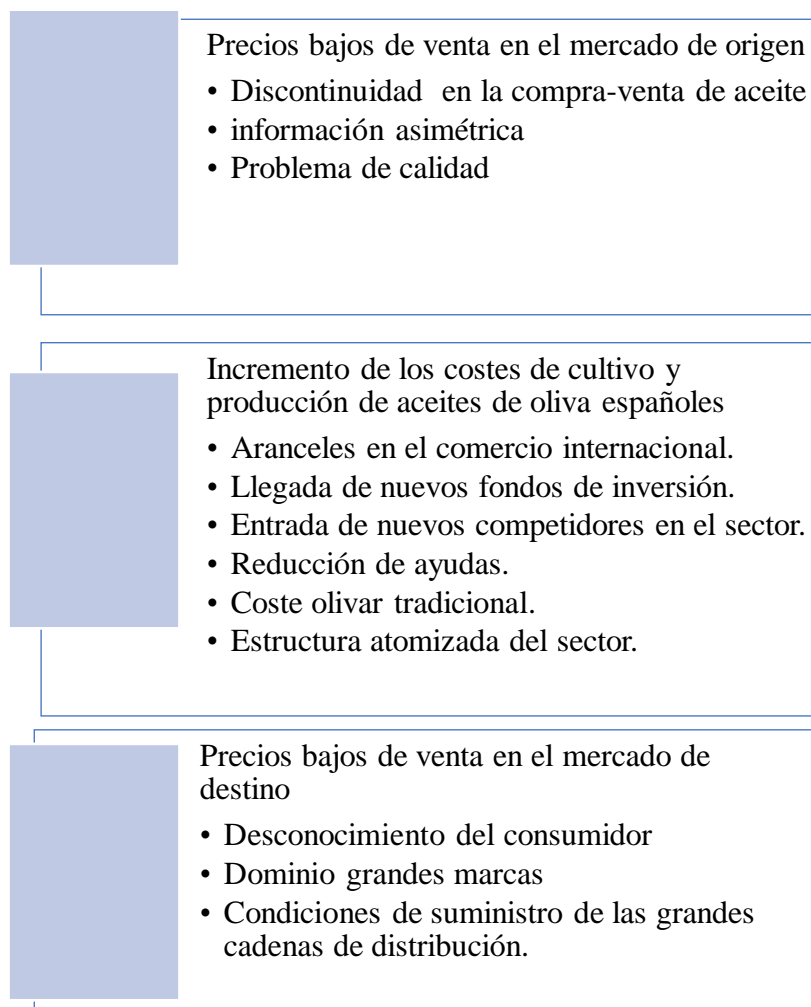 Precios bajos de venta en el mercado de origen
• Discontinuidad en la compra-venta de aceite
• información asimétrica
• Problema de calidad
Incremento de los costes de cultivo y
producción de aceites de oliva españoles
• Aranceles en el comercio internacional.
• Llegada de nuevos fondos de inversión.
• Entrada de nuevos competidores en el sector.
• Reducción de ayudas.
• Coste olivar tradicional.
• Estructura atomizada del sector.
Precios bajos de venta en el mercado de
destino
• Desconocimiento del consumidor
• Dominio grandes marcas
• Condiciones de suministro de las grandes
cadenas de distribución.